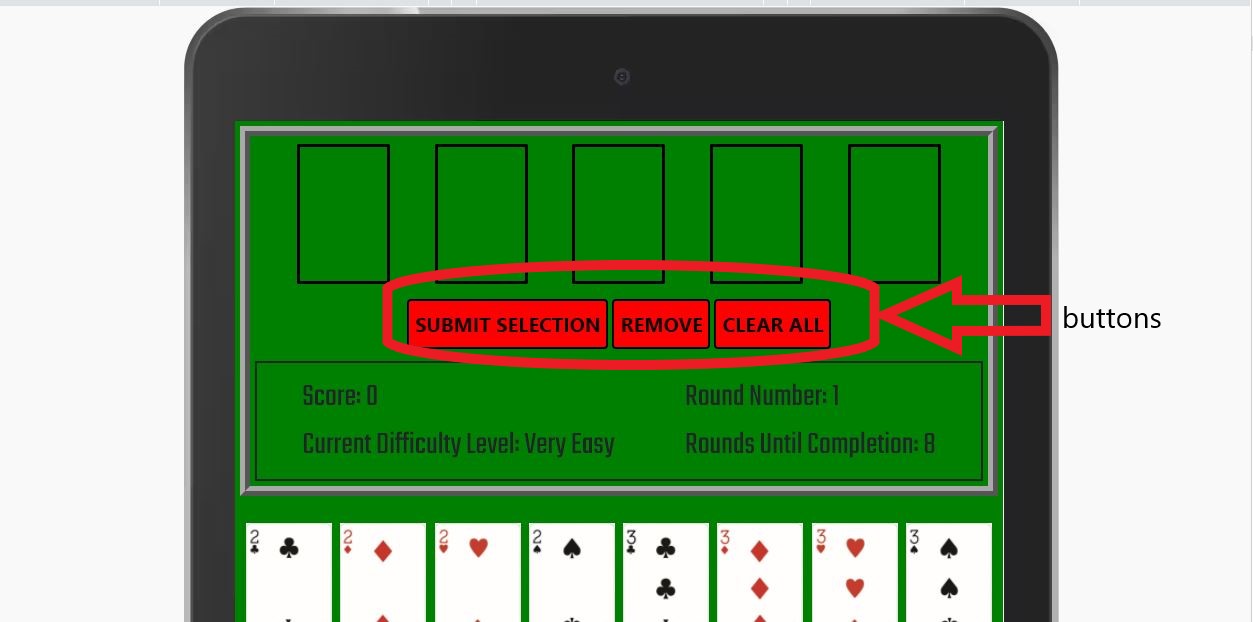 SUBMIT SELECTION REMOVE CLEAR ALL
buttons
Score: 0 Round Number: 1
Current Difficulty Level: Very Easy Rounds Until Completion: 8
2 2 2 2 3 3 3 3